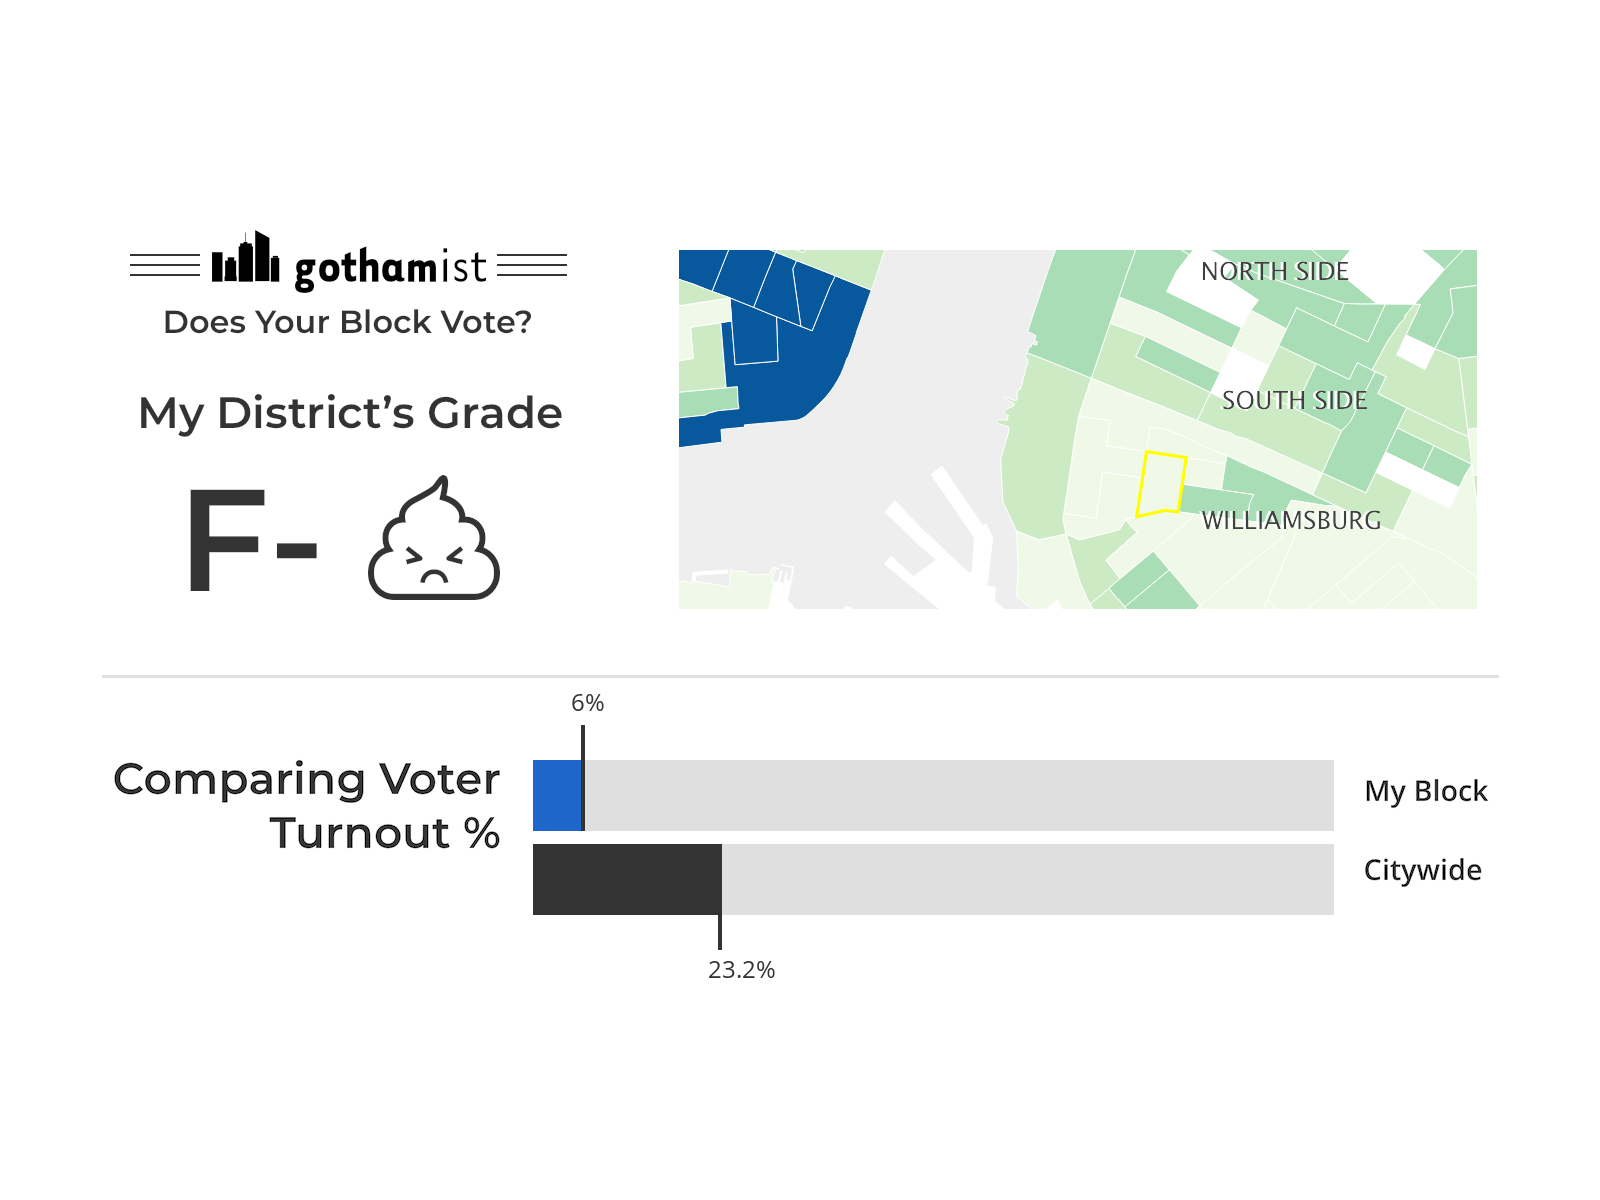 gothamist
Does Your Block Vote?
My District’s Grade
F-
NORTH SIDE
SOUTH SIDE
WILLIAMSBURG
6%
Comparing Voter
Turnout %
My Block
Citywide
23.2%